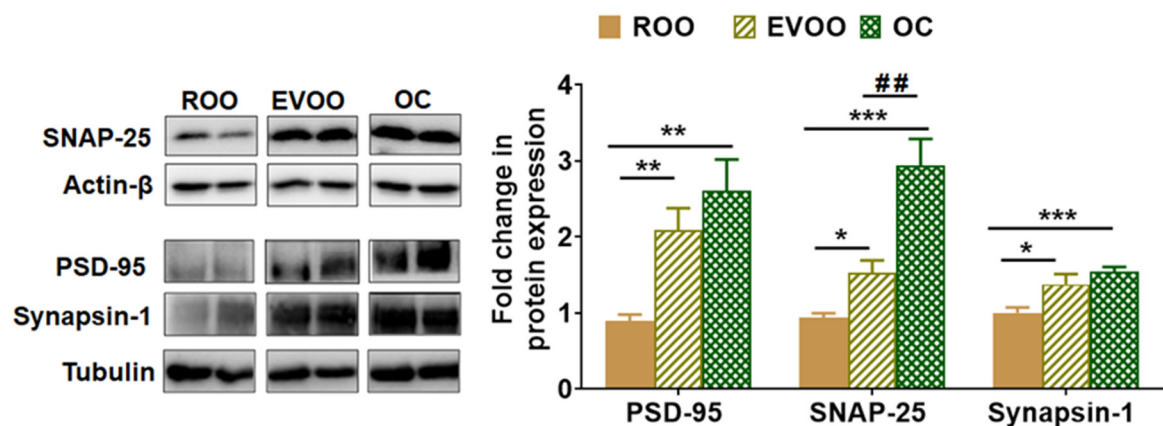 ROO EVOO OC
SNAP-25
Actin-β
PSD-95
Synapsin-1
Tubulin
ROO EVOO OC
Fold change in
protein expression
4
3
2
1
0
** 
**
##
***
*
***
*
PSD-95 SNAP-25 Synapsin-1